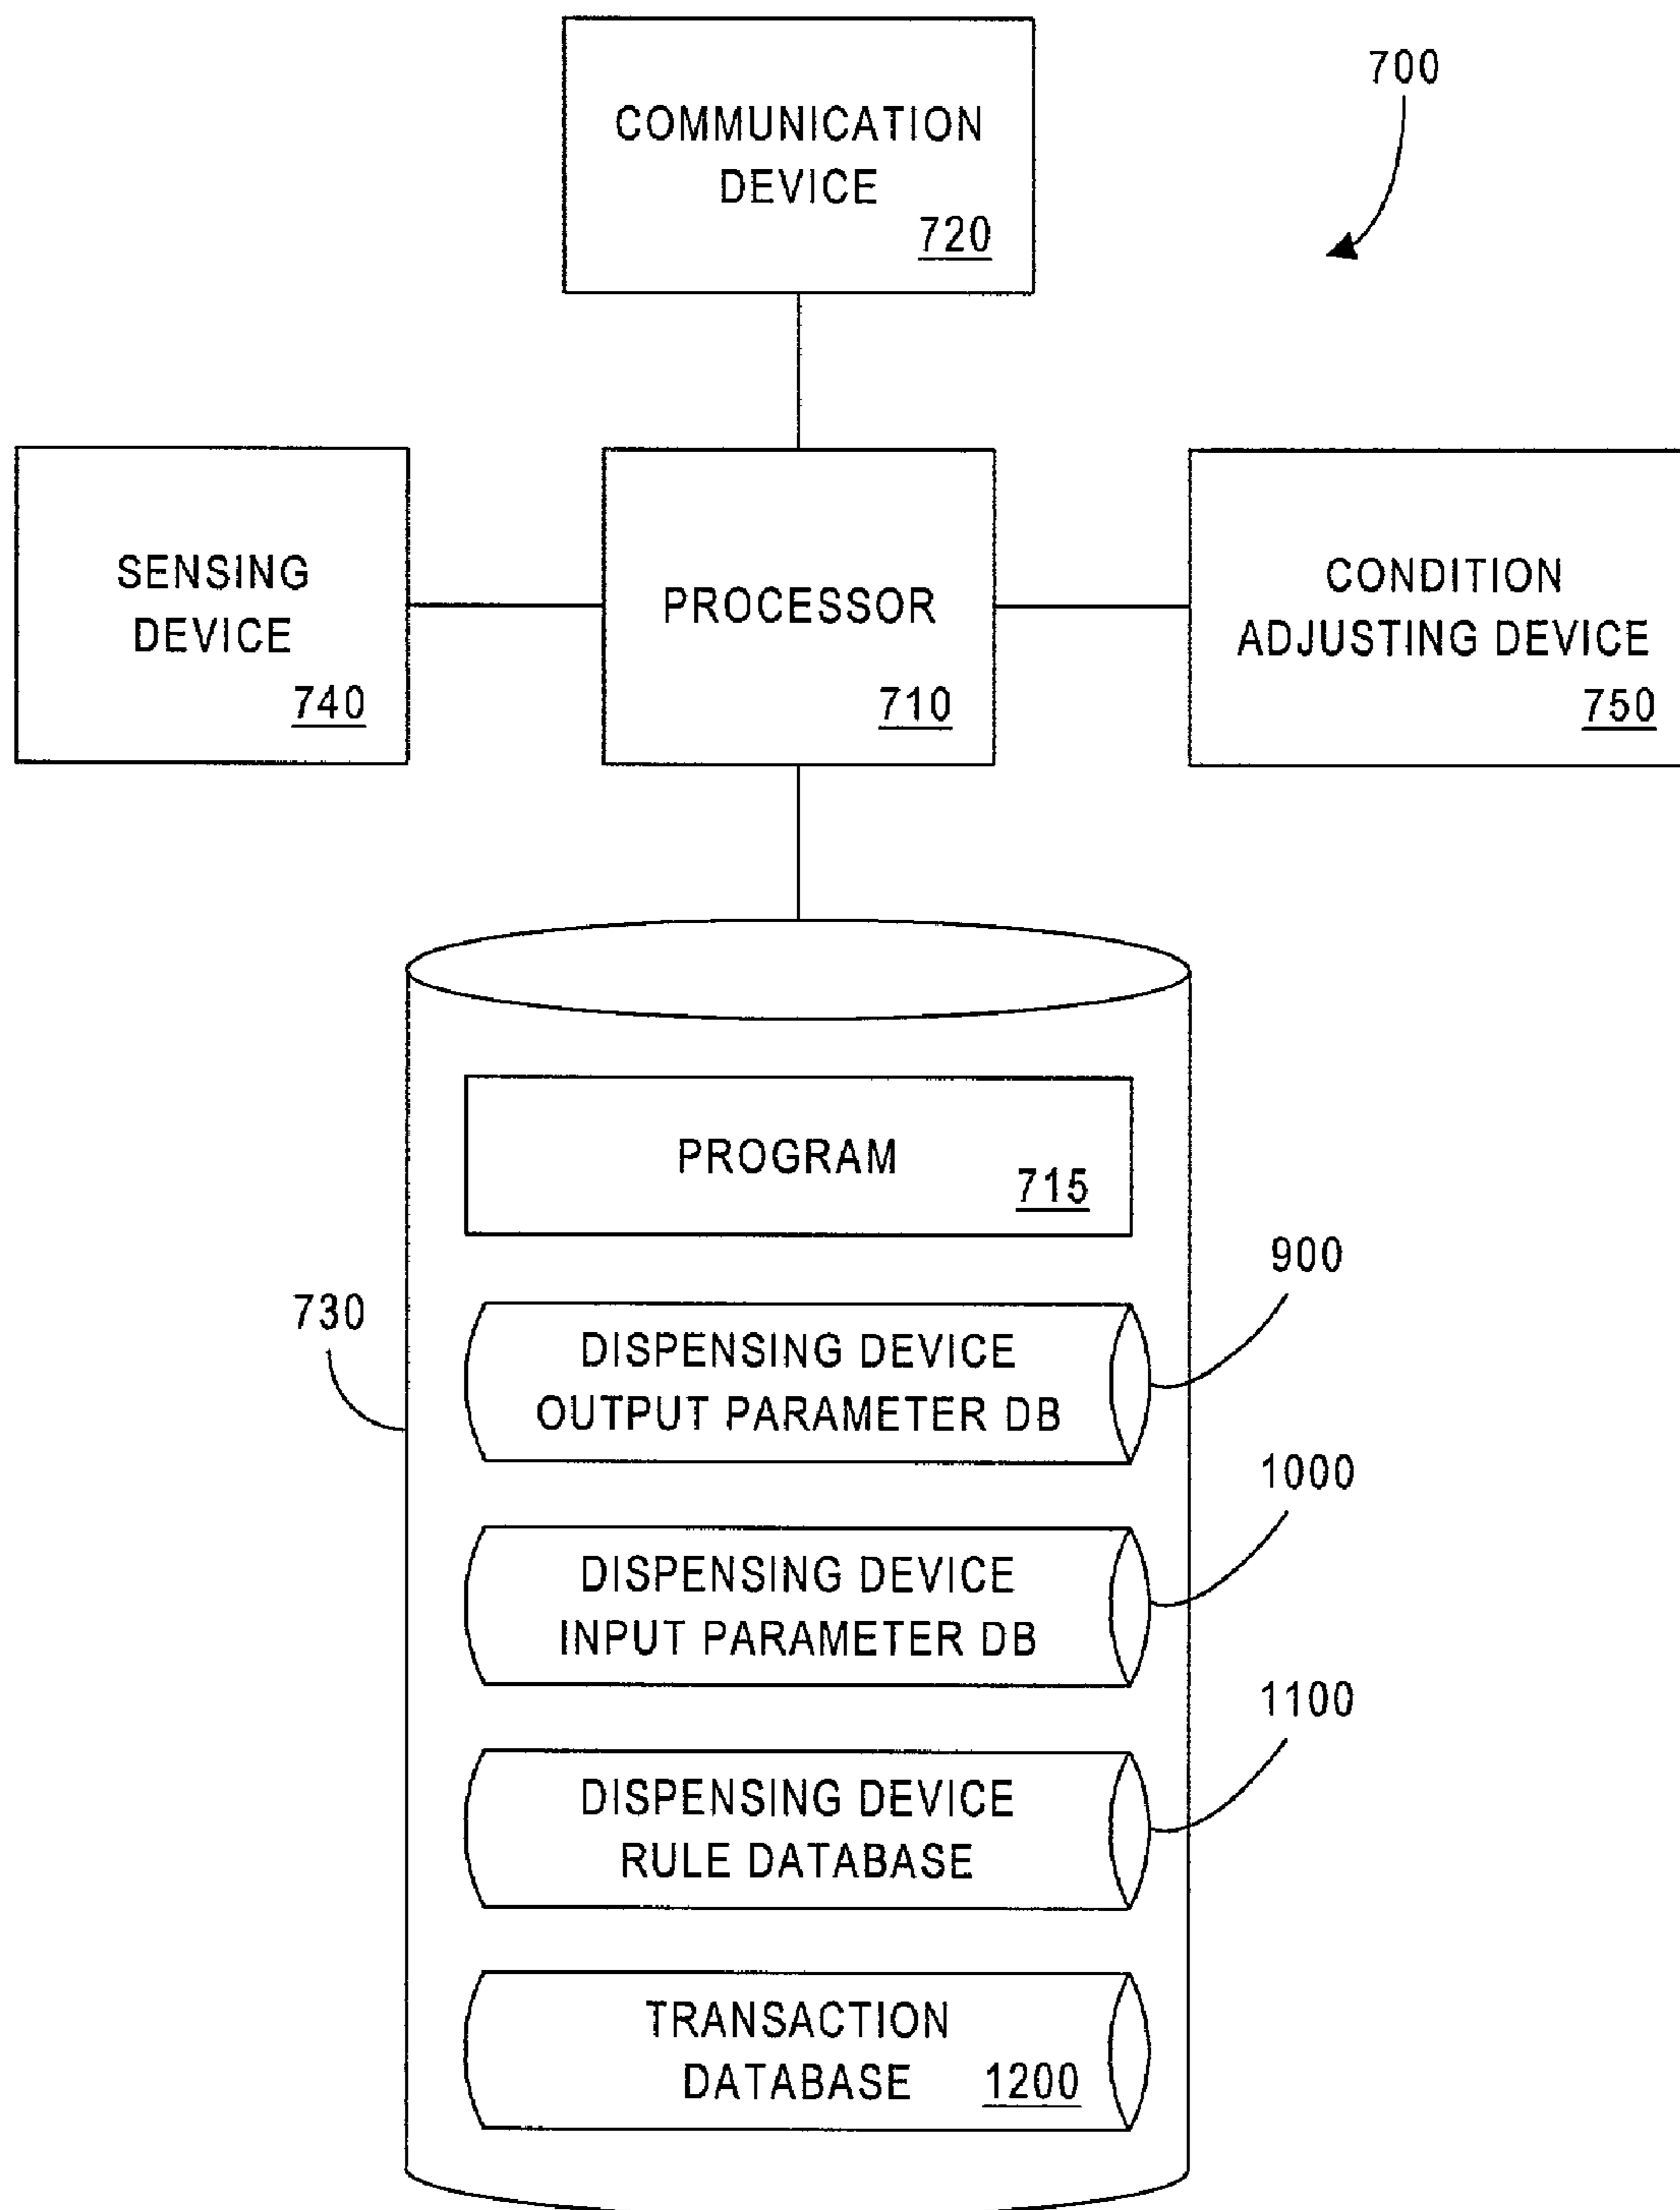 700
COMMUNICATION
DEVICE
720
SENSING
DEVICE
740
PROCESSOR
710
CONDITION
ADJUSTING DEVICE
750
PROGRAM
715
730
900
DISPENSING DEVICE
OUTPUT PARAMETER DB
1000
DISPENSING DEVICE
INPUT PARAMETER DB
1100
DISPENSING DEVICE
RULE DATABASE
TRANSACTION
DATABASE
1200